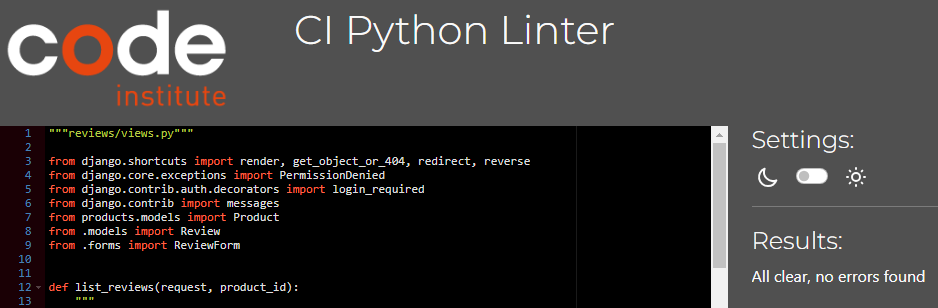 code
institute
CI Python Linter
1 """reviews/views.py"""
2
3 from django.shortcuts import render, get_object_or_404, redirect, reverse
4 from django.core.exceptions import PermissionDenied
5 from django.contrib.auth.decorators import login_required
6 from django.contrib import messages
7 from products.models import Product
8 from .models import Review
9 from .forms import ReviewForm
10
11
12 def list_reviews(request, product_id):
13 """
Settings:
Results:
All clear, no errors found